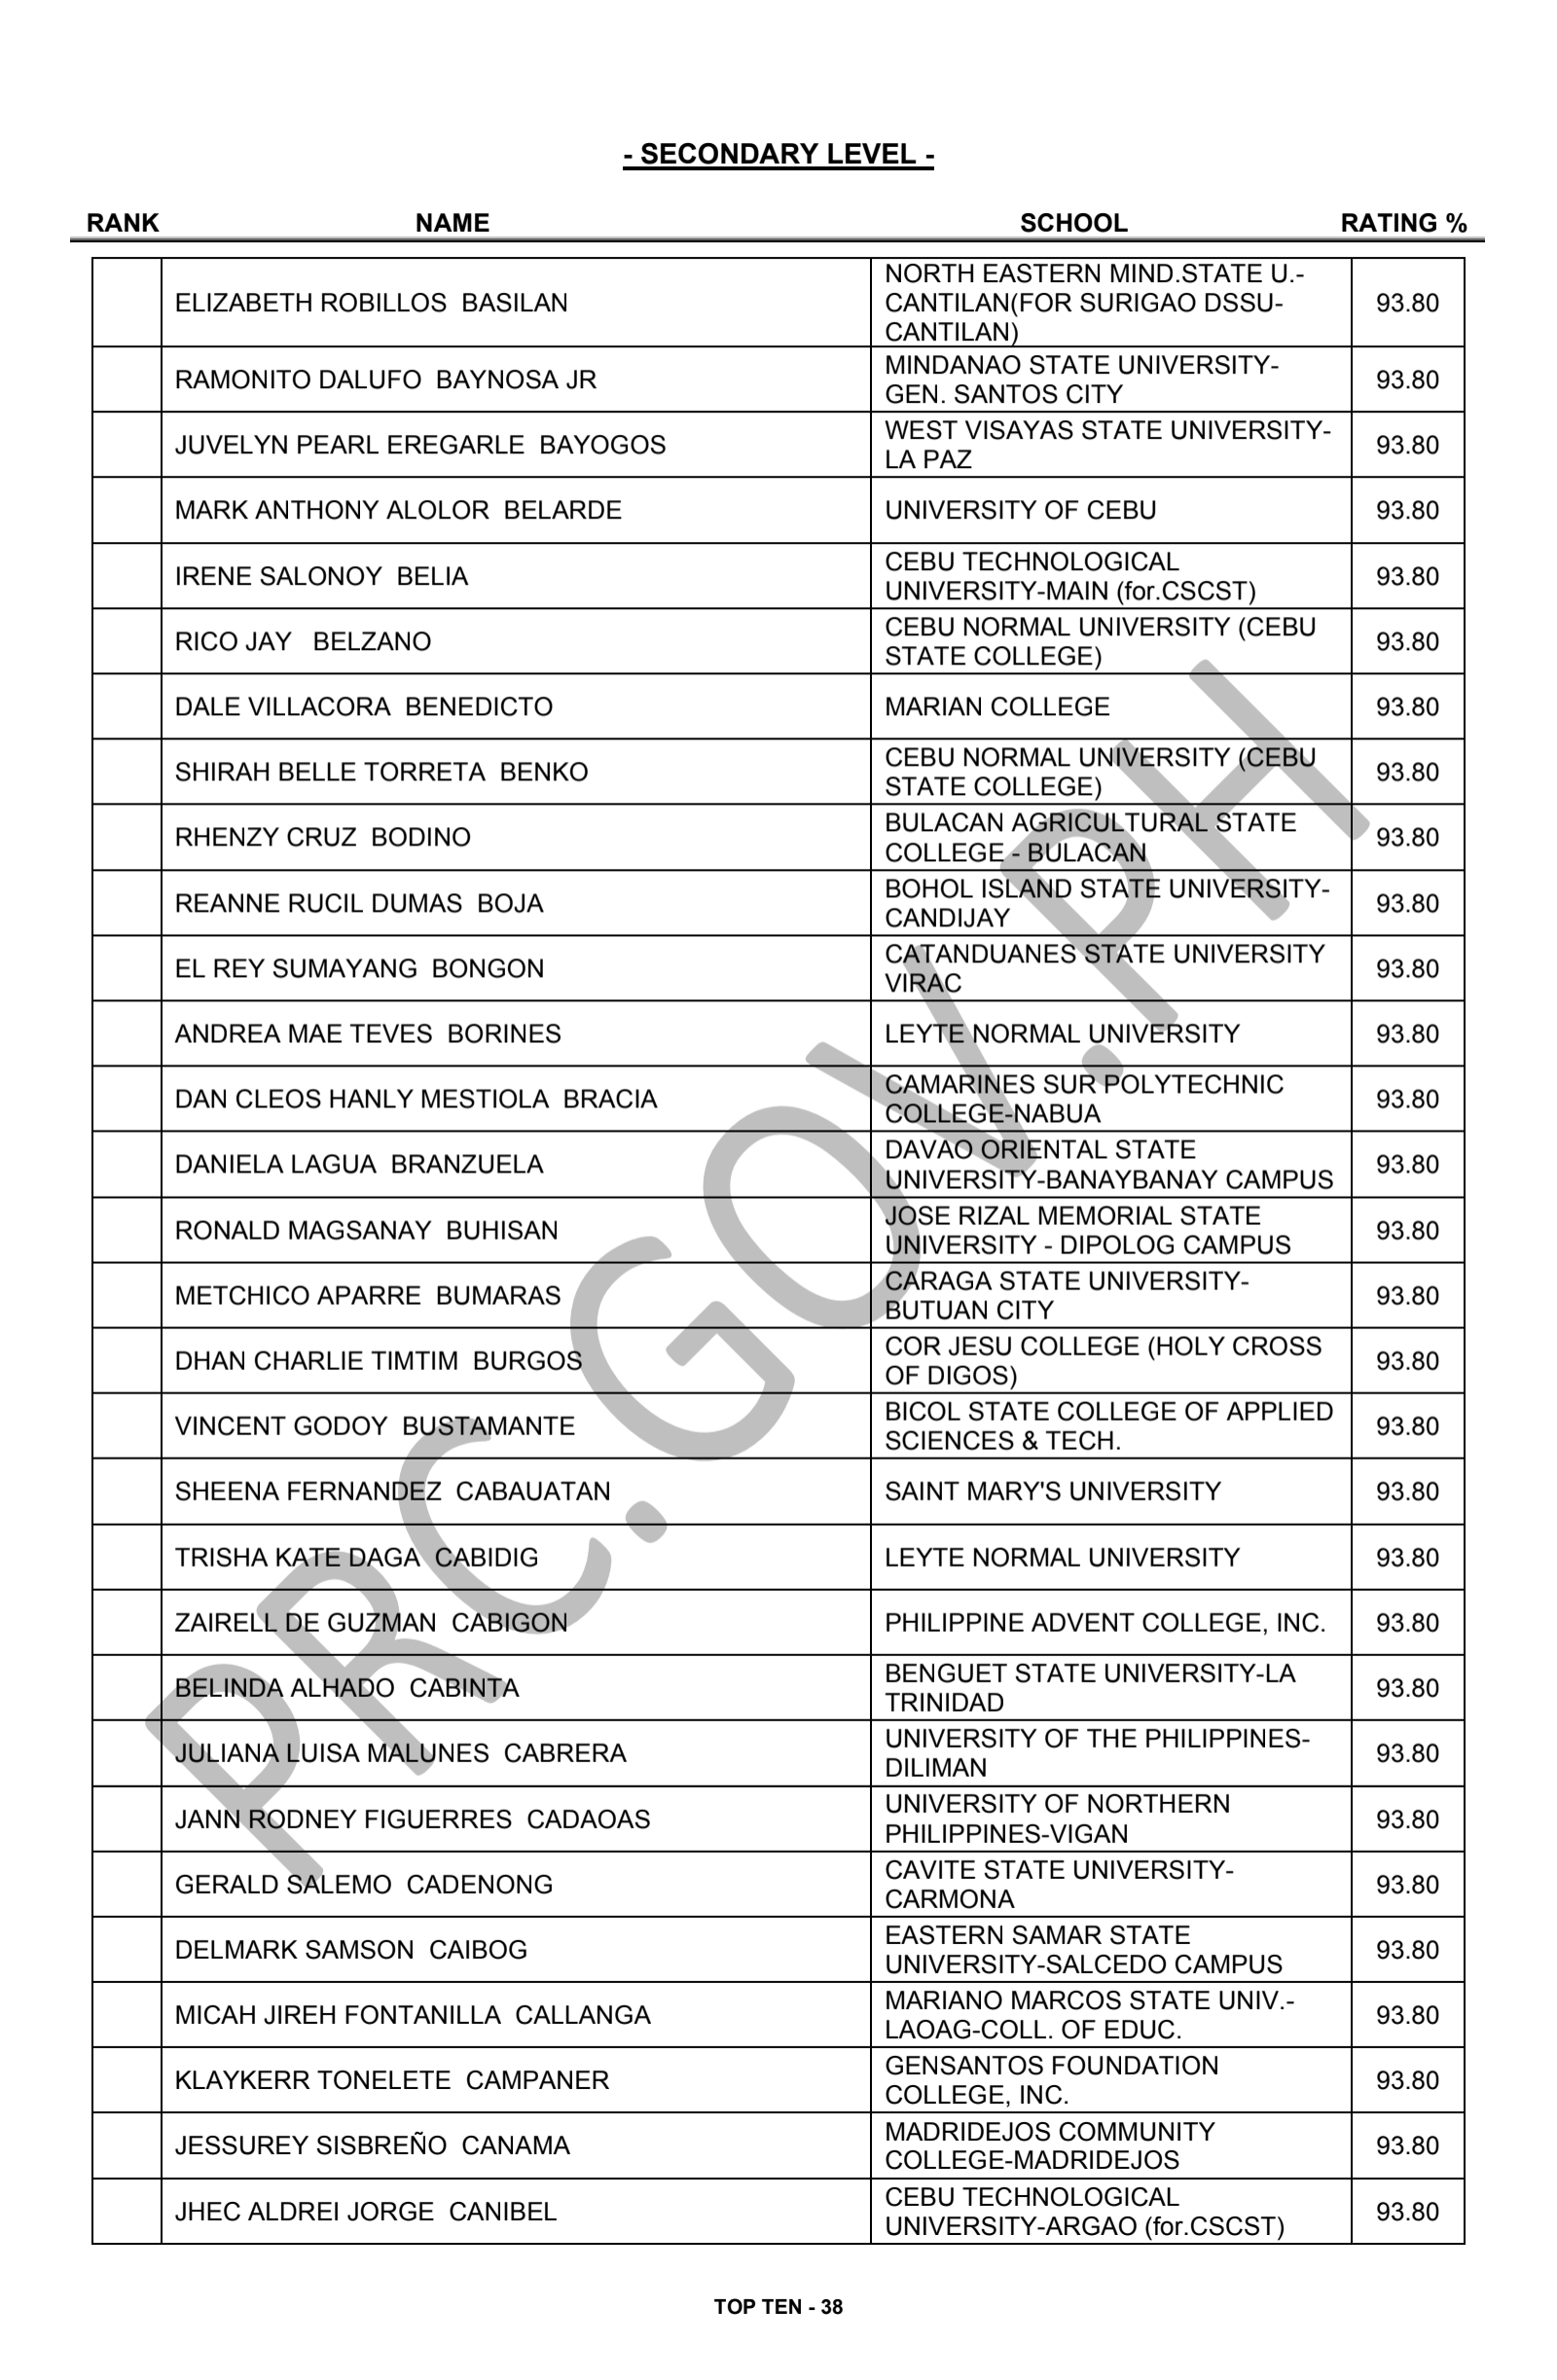 - SECONDARY LEVEL -
RANK NAME SCHOOL RATING %
ELIZABETH ROBILLOS  BASILAN
NORTH EASTERN MIND.STATE U.-
CANTILAN(FOR SURIGAO DSSU-
CANTILAN)
93.80
RAMONITO DALUFO  BAYNOSA JR
MINDANAO STATE UNIVERSITY-
GEN. SANTOS CITY
93.80
JUVELYN PEARL EREGARLE  BAYOGOS
WEST VISAYAS STATE UNIVERSITY-
LA PAZ
93.80
MARK ANTHONY ALOLOR  BELARDE
UNIVERSITY OF CEBU
93.80
IRENE SALONOY  BELIA
CEBU TECHNOLOGICAL
UNIVERSITY-MAIN (for.CSCST)
93.80
RICO JAY   BELZANO
CEBU NORMAL UNIVERSITY (CEBU
STATE COLLEGE)
93.80
DALE VILLACORA  BENEDICTO
MARIAN COLLEGE
93.80
SHIRAH BELLE TORRETA  BENKO
CEBU NORMAL UNIVERSITY (CEBU
STATE COLLEGE)
93.80
RHENZY CRUZ  BODINO
BULACAN AGRICULTURAL STATE
COLLEGE - BULACAN
93.80
REANNE RUCIL DUMAS  BOJA
BOHOL ISLAND STATE UNIVERSITY-
CANDIJAY
93.80
EL REY SUMAYANG  BONGON
CATANDUANES STATE UNIVERSITY
VIRAC
93.80
ANDREA MAE TEVES  BORINES
LEYTE NORMAL UNIVERSITY
93.80
DAN CLEOS HANLY MESTIOLA  BRACIA
CAMARINES SUR POLYTECHNIC
COLLEGE-NABUA
93.80
DANIELA LAGUA  BRANZUELA
DAVAO ORIENTAL STATE
UNIVERSITY-BANAYBANAY CAMPUS
93.80
RONALD MAGSANAY  BUHISAN
JOSE RIZAL MEMORIAL STATE
UNIVERSITY - DIPOLOG CAMPUS
93.80
METCHICO APARRE  BUMARAS
CARAGA STATE UNIVERSITY-
BUTUAN CITY
93.80
DHAN CHARLIE TIMTIM  BURGOS
COR JESU COLLEGE (HOLY CROSS
OF DIGOS)
93.80
VINCENT GODOY  BUSTAMANTE
BICOL STATE COLLEGE OF APPLIED
SCIENCES & TECH.
93.80
SHEENA FERNANDEZ  CABAUATAN
SAINT MARY'S UNIVERSITY
93.80
TRISHA KATE DAGA  CABIDIG
LEYTE NORMAL UNIVERSITY
93.80
ZAIRELL DE GUZMAN  CABIGON
PHILIPPINE ADVENT COLLEGE, INC.
93.80
BELINDA ALHADO  CABINTA
BENGUET STATE UNIVERSITY-LA
TRINIDAD
93.80
JULIANA LUISA MALUNES  CABRERA
UNIVERSITY OF THE PHILIPPINES-
DILIMAN
93.80
JANN RODNEY FIGUERRES  CADAOAS
UNIVERSITY OF NORTHERN
PHILIPPINES-VIGAN
93.80
GERALD SALEMO  CADENONG
CAVITE STATE UNIVERSITY-
CARMONA
93.80
DELMARK SAMSON  CAIBOG
EASTERN SAMAR STATE
UNIVERSITY-SALCEDO CAMPUS
93.80
MICAH JIREH FONTANILLA  CALLANGA
MARIANO MARCOS STATE UNIV.-
LAOAG-COLL. OF EDUC.
93.80
KLAYKERR TONELETE  CAMPANER
GENSANTOS FOUNDATION
COLLEGE, INC.
93.80
JESSUREY SISBREÑO  CANAMA
MADRIDEJOS COMMUNITY
COLLEGE-MADRIDEJOS
93.80
JHEC ALDREI JORGE  CANIBEL
CEBU TECHNOLOGICAL
UNIVERSITY-ARGAO (for.CSCST)
93.80
PRC.GOV.PH
TOP TEN - 38